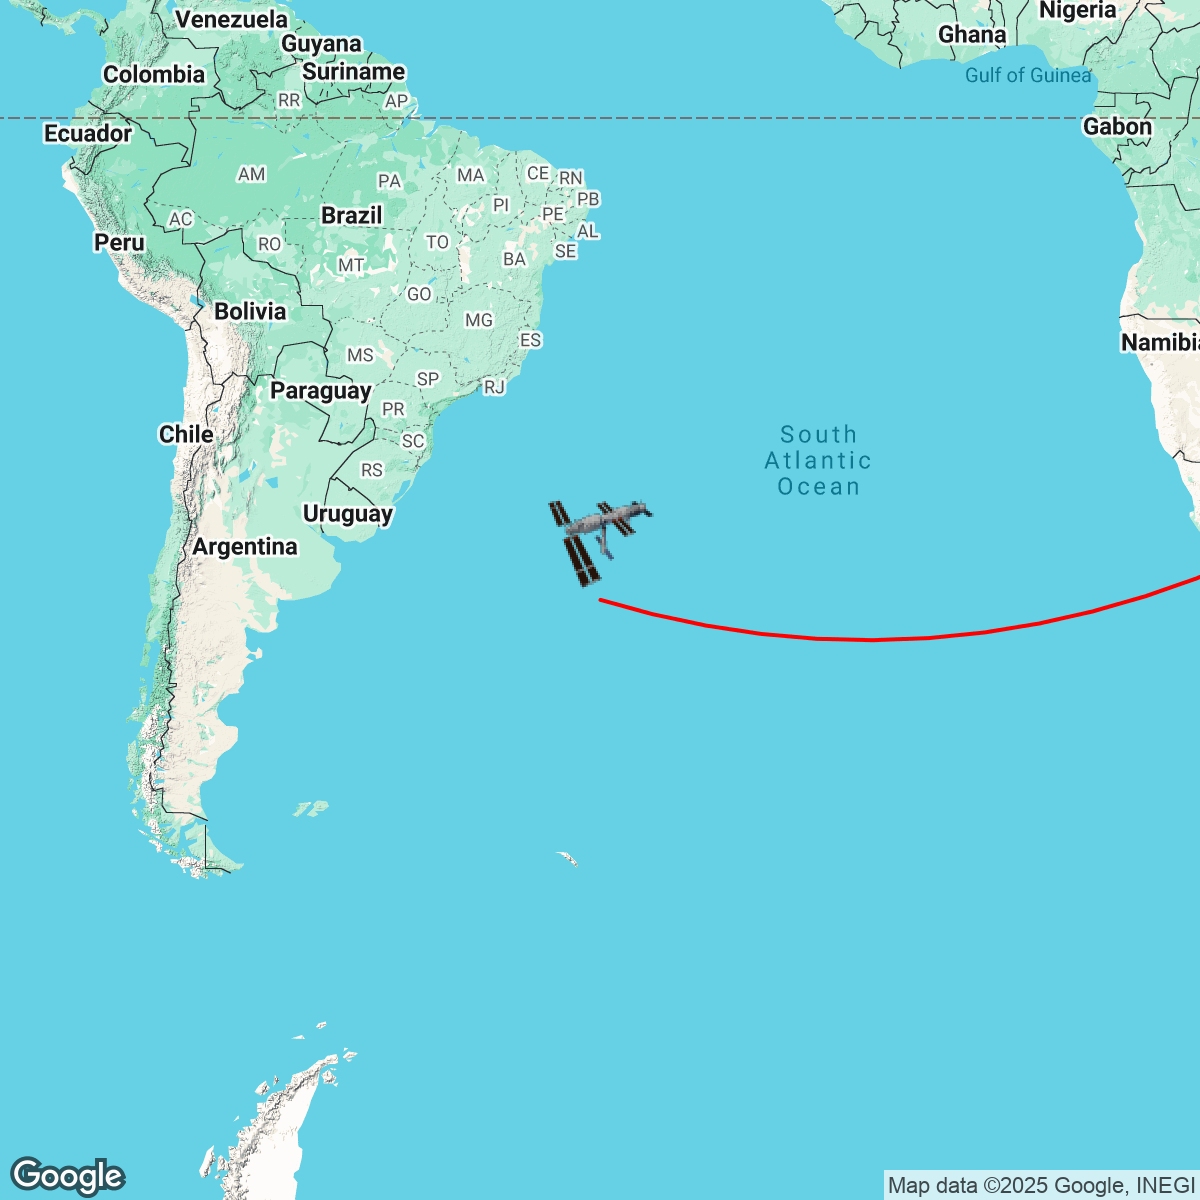 Venezuela
Nigeria
Guyana
Ghana
Colombia
Suriname
Gulf of Guinea
RR
AP
Ecuador
Gabon
AM
PA
MA
CE
RN
PI
PB
AC
Brazil
PE
AL
Peru
RO
TO
SE
MT
BA
GO
Bolivia
MG
ES
Namibia
MS
Paraguay
SP
RJ
PR
Chile
SC
South
Atlantic
Ocean
RS
Uruguay
Argentina
Google
Map data ©2025 Google, INEGI